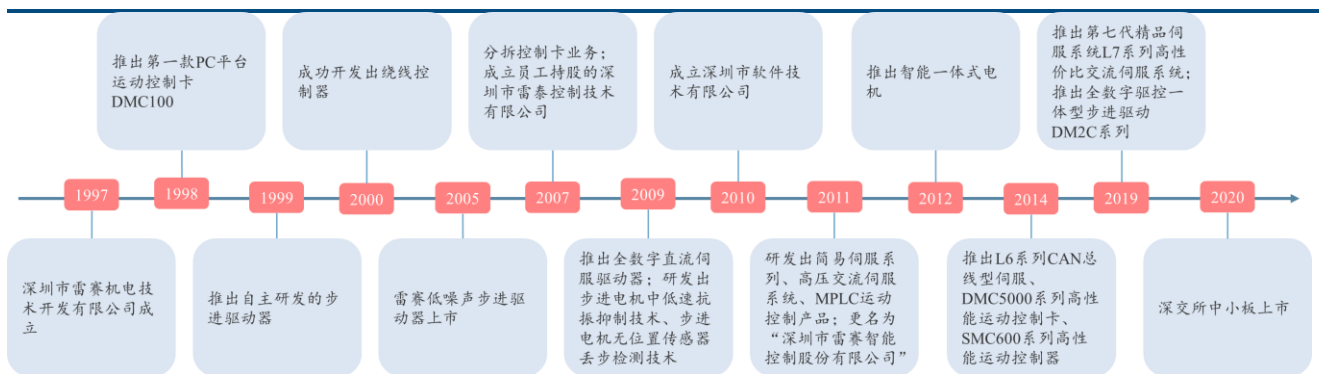 推出第一款PC平台
运动控制卡
DMC100
成功开发出绕线控
制器
分拆控制卡业务；
成立员工持股的深
圳市雷泰控制技术
有限公司
成立深圳市软件技
术有限公司
推出智能一体式电
机
推出第七代精品伺
服系统L7系列高性
价比交流伺服系统；
推出全数字驱控一
体型步进驱动
DM2C系列
1997
1998
1999
2000
2005
2007
2009
2010
2011
2012
2014
2019
2020
深圳市雷赛机电技
术开发有限公司成
立
推出自主研发的步
进驱动器
雷赛低噪声步进驱
动器上市
推出全数字直流伺
服驱动器；研发出
步进电机中低速抗
振抑制技术、步进
电机无位置传感器
丢步检测技术
研发出简易伺服系
列、高压交流伺服
系统、MPLC运动
控制产品；更名为
“深圳市雷赛智能
控制股份有限公司”
推出L6系列CAN总
线型伺服、
DMC5000系列高性
能运动控制卡、
SMC600系列高性
能运动控制器
深交所中小板上市